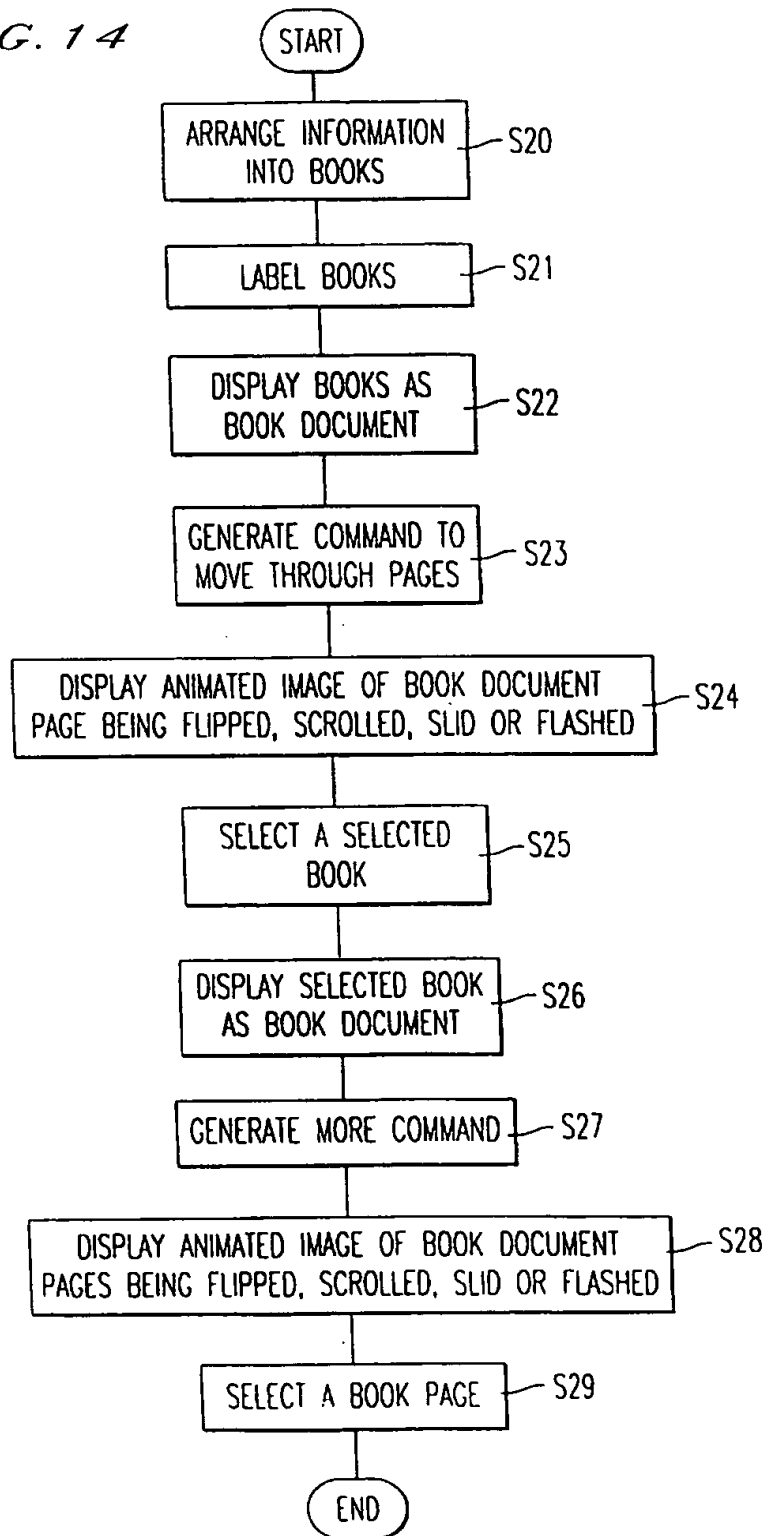 G. 14
START
ARRANGE INFORMATION
INTO BOOKS
S20
LABEL BOOKS
S21
DISPLAY BOOKS AS
BOOK DOCUMENT
S22
GENERATE COMMAND TO
MOVE THROUGH PAGES
S23
DISPLAY ANIMATED IMAGE OF BOOK DOCUMENT
PAGE BEING FLIPPED, SCROLLED, SLID OR FLASHED
S24
SELECT A SELECTED
BOOK
S25
DISPLAY SELECTED BOOK
AS BOOK DOCUMENT
S26
GENERATE MORE COMMAND
S27
DISPLAY ANIMATED IMAGE OF BOOK DOCUMENT
PAGES BEING FLIPPED, SCROLLED, SLID OR FLASHED
S28
SELECT A BOOK PAGE
S29
END